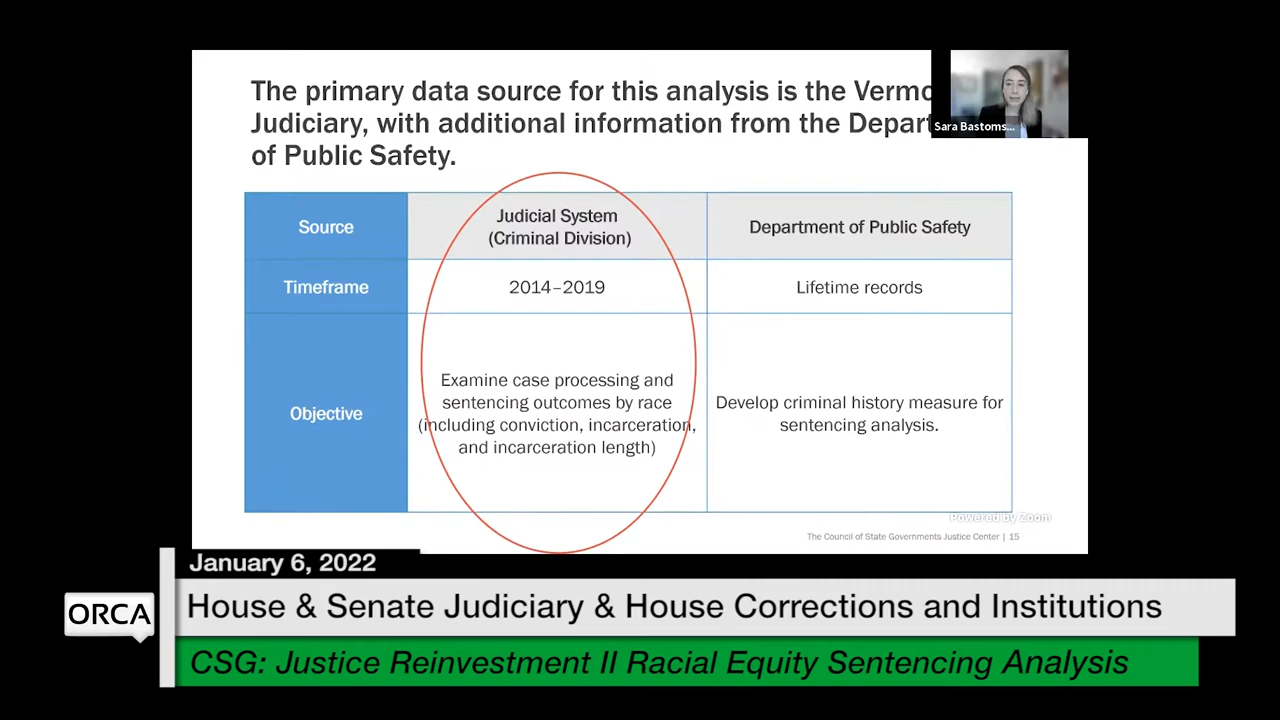 The primary data source for this analysis is the Vermo
Judiciary, with additional information from the Depart
of Public Safety.
Sara Bastoms...
Source
Judicial System
(Criminal Division)
Department of Public Safety
Timeframe
2014–2019
Lifetime records
Objective
Examine case processing and
sentencing outcomes by race
(including conviction, incarceration,
and incarceration length)
Develop criminal history measure for
sentencing analysis.
Powered by Zoom
The Council of State Governments Justice Center | 15
January 6, 2022
ORCA
House & Senate Judiciary & House Corrections and Institutions
CSG: Justice Reinvestment II Racial Equity Sentencing Analysis